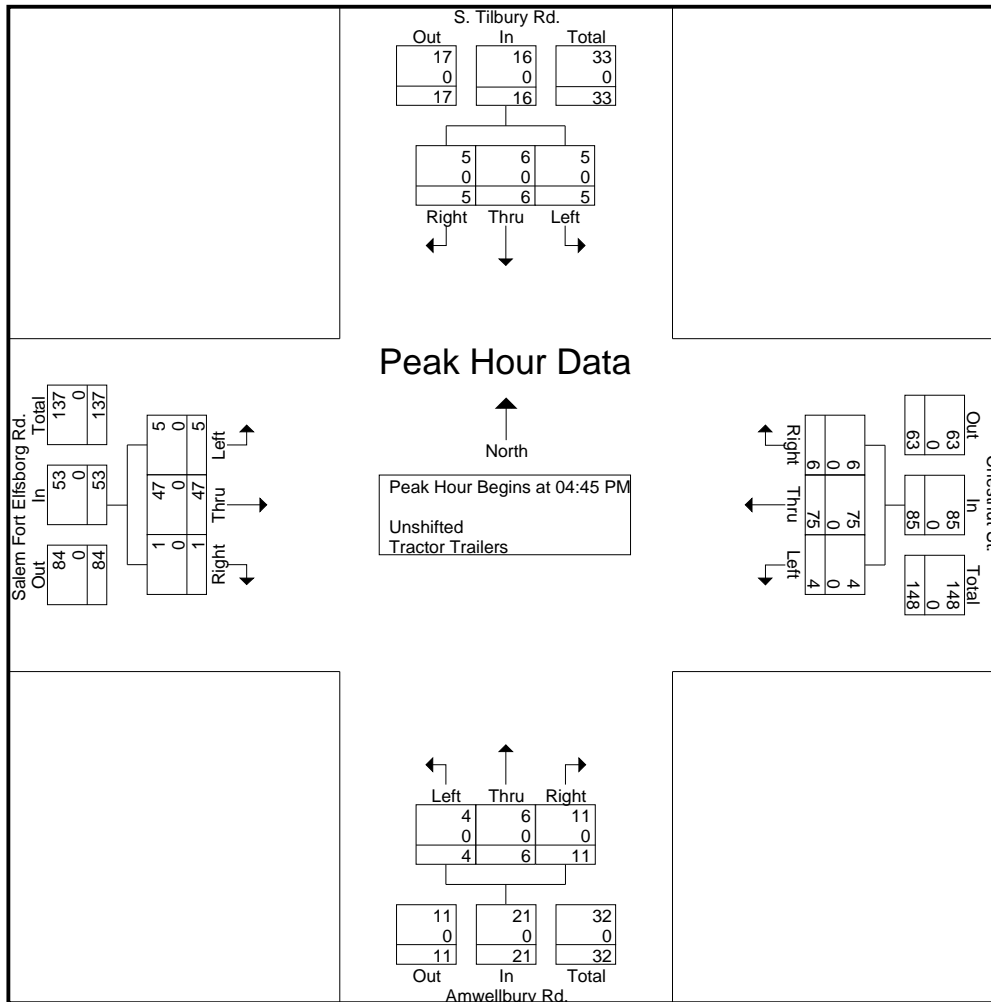 S. Tilbury Rd.
Out In Total
17 16 33
0 0 0
17 16 33
5 6 5
0 0 0
5 6 5
Right Thru Left
Peak Hour Data
North
Peak Hour Begins at 04:45 PM
Unshifted
Tractor Trailers
Salem Fort Elfsborg Rd.
Out In Total
84 53 137
0 0 0
84 53 137
Left Thru Right
5 47 1
0 0 0
5 47 1
Out In Total
63 85 148
0 0 0
63 85 148
Right Thru Left
6 75 4
0 0 0
6 75 4
Left Thru Right
4 6 11
0 0 0
4 6 11
11 21 32
0 0 0
11 21 32
Out In Total
Amwellbury Rd.